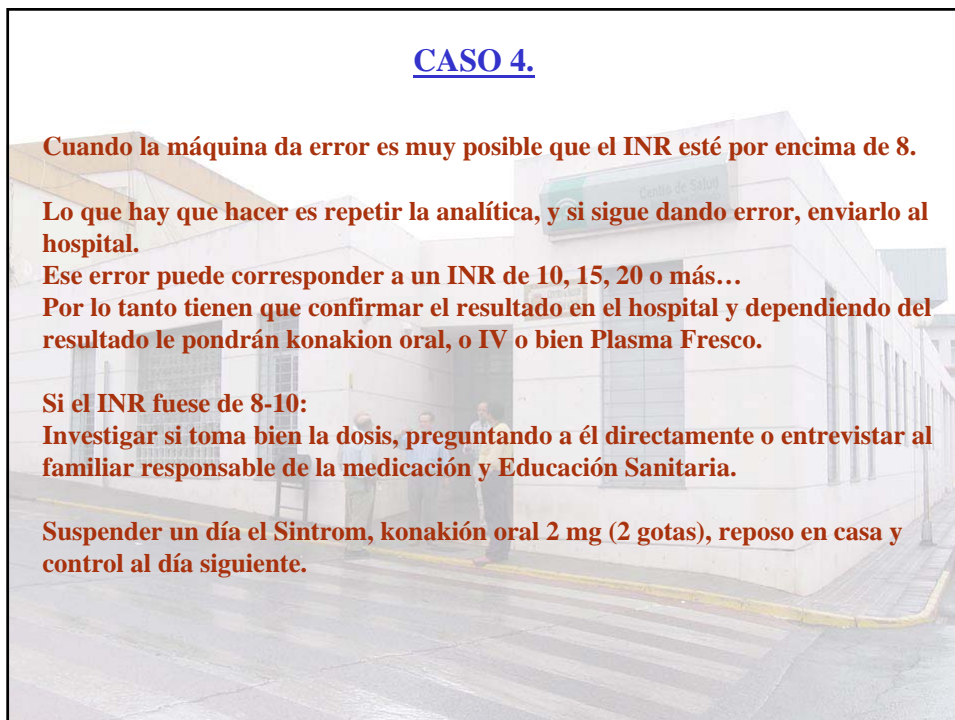 CASO 4.
Cuando la máquina da error es muy posible que el INR esté por encima de 8.
Lo que hay que hacer es repetir la analítica, y si sigue dando error, enviarlo al
hospital.
Ese error puede corresponder a un INR de 10, 15, 20 o más…
Por lo tanto tienen que confirmar el resultado en el hospital y dependiendo del
resultado le pondrán konakion oral, o IV o bien Plasma Fresco.
Si el INR fuese de 8-10:
Investigar si toma bien la dosis, preguntando a él directamente o entrevistar al
familiar responsable de la medicación y Educación Sanitaria.
Suspender un día el Sintrom, konakión oral 2 mg (2 gotas), reposo en casa y
control al día siguiente.
Centro de Salud